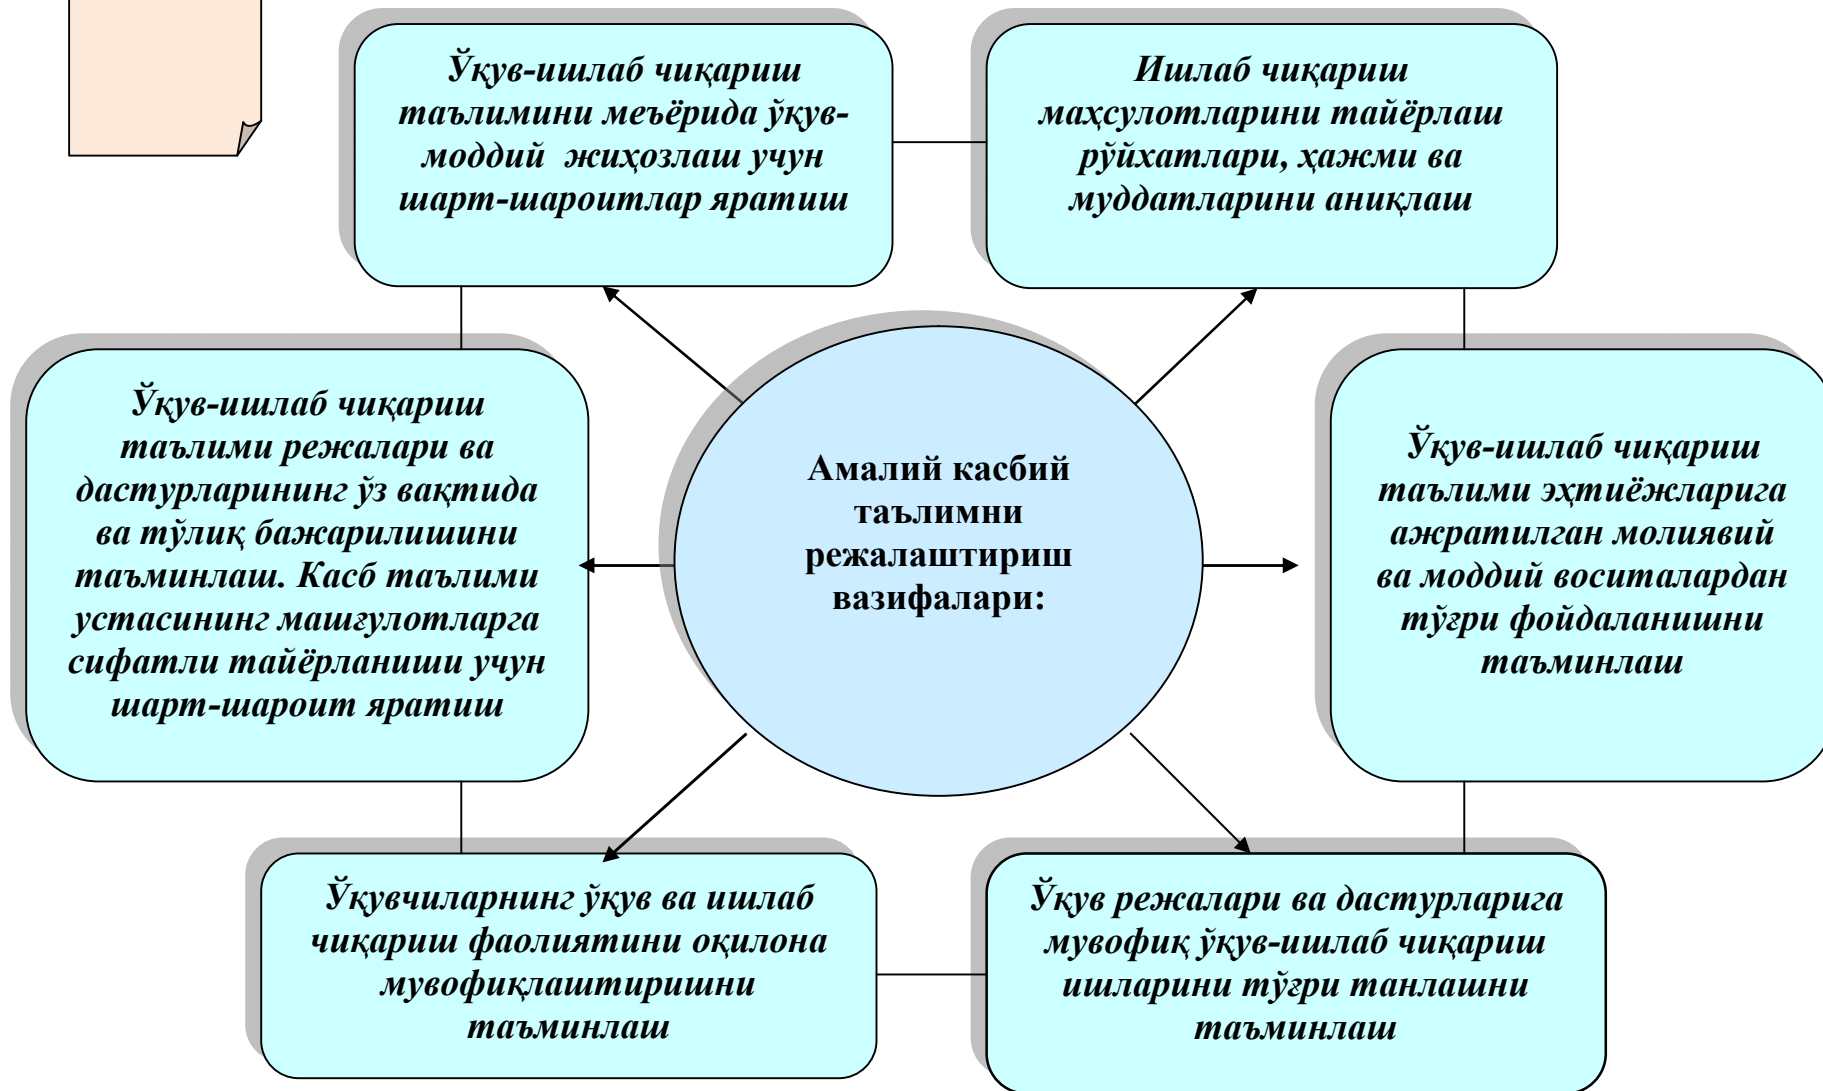 Ўқув-ишлаб чиқариш
таълимини меъёрида ўқув-
моддий жиҳозлаш учун
шарт-шароитлар яратиш
Ишлаб чиқариш
маҳсулотларини тайёрлаш
рўйхатлари, ҳажми ва
муддатларини аниқлаш
Ўқув-ишлаб чиқариш
таълими режалари ва
дастурларининг ўз вақтида
ва тўлиқ бажарилишини
таъминлаш. Касб таълими
устасининг машғулотларга
сифатли тайёрланиши учун
шарт-шароит яратиш
Амалий касбий
таълимни
режалаштириш
вазифалари:
Ўқув-ишлаб чиқариш
таълими эҳтиёжларига
ажратилган молиявий
ва моддий воситалардан
тўғри фойдаланишни
таъминлаш
Ўқувчиларнинг ўқув ва ишлаб
чиқариш фаолиятини оқилона
мувофиқлаштиришни
таъминлаш
Ўқув режалари ва дастурларига
мувофиқ ўқув-ишлаб чиқариш
ишларини тўғри танлашни
таъминлаш